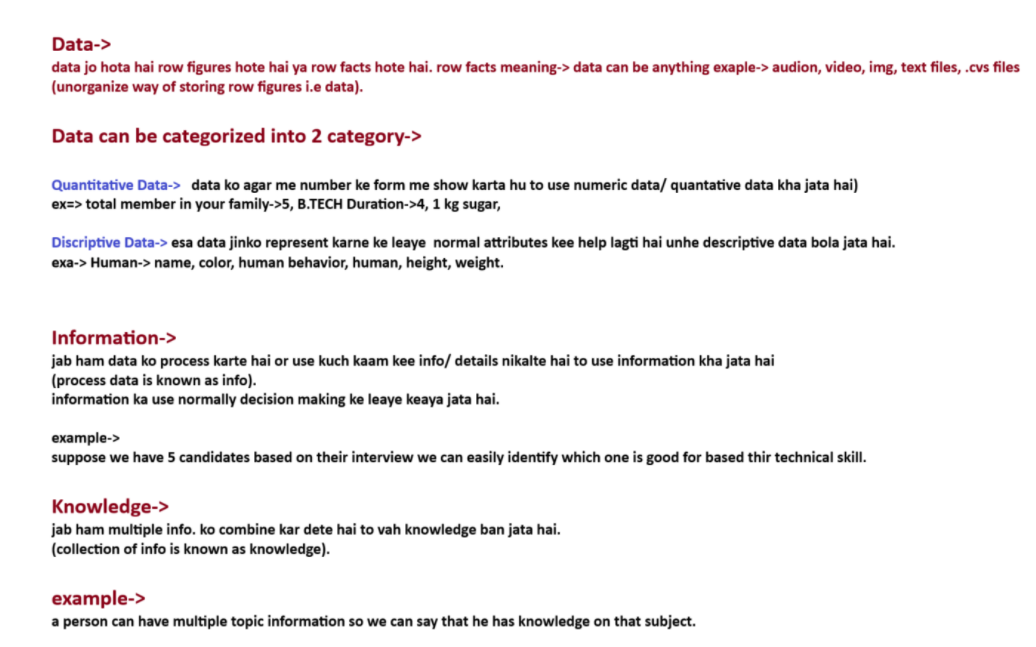 Data->
data jo hota hai row figures hote hai ya row facts hote hai. row facts meaning-> data can be anything exaple-> audion, video, img, text files, .cvs files
(unorganize way of storing row figures i.e data).
Data can be categorized into 2 category->
Quantitative Data-> data ko agar me number ke form me show karta hu to use numeric data/ quantative data kha jata hai)
ex=> total member in your family->5, B.TECH Duration->4, 1 kg sugar,
Discriptive Data-> esa data jinko represent karne ke leaye normal attributes kee help lagti hai unhe descriptive data bola jata hai.
exa-> Human-> name, color, human behavior, human, height, weight.
Information->
jab ham data ko process karte hai or use kuch kaam kee info/ details nikalte hai to use information kha jata hai
(process data is known as info).
information ka use normally decision making ke leaye keaya jata hai.
example->
suppose we have 5 candidates based on their interview we can easily identify which one is good for based thir technical skill.
Knowledge->
jab ham multiple info. ko combine kar dete hai to vah knowledge ban jata hai.
(collection of info is known as knowledge).
example->
a person can have multiple topic information so we can say that he has knowledge on that subject.